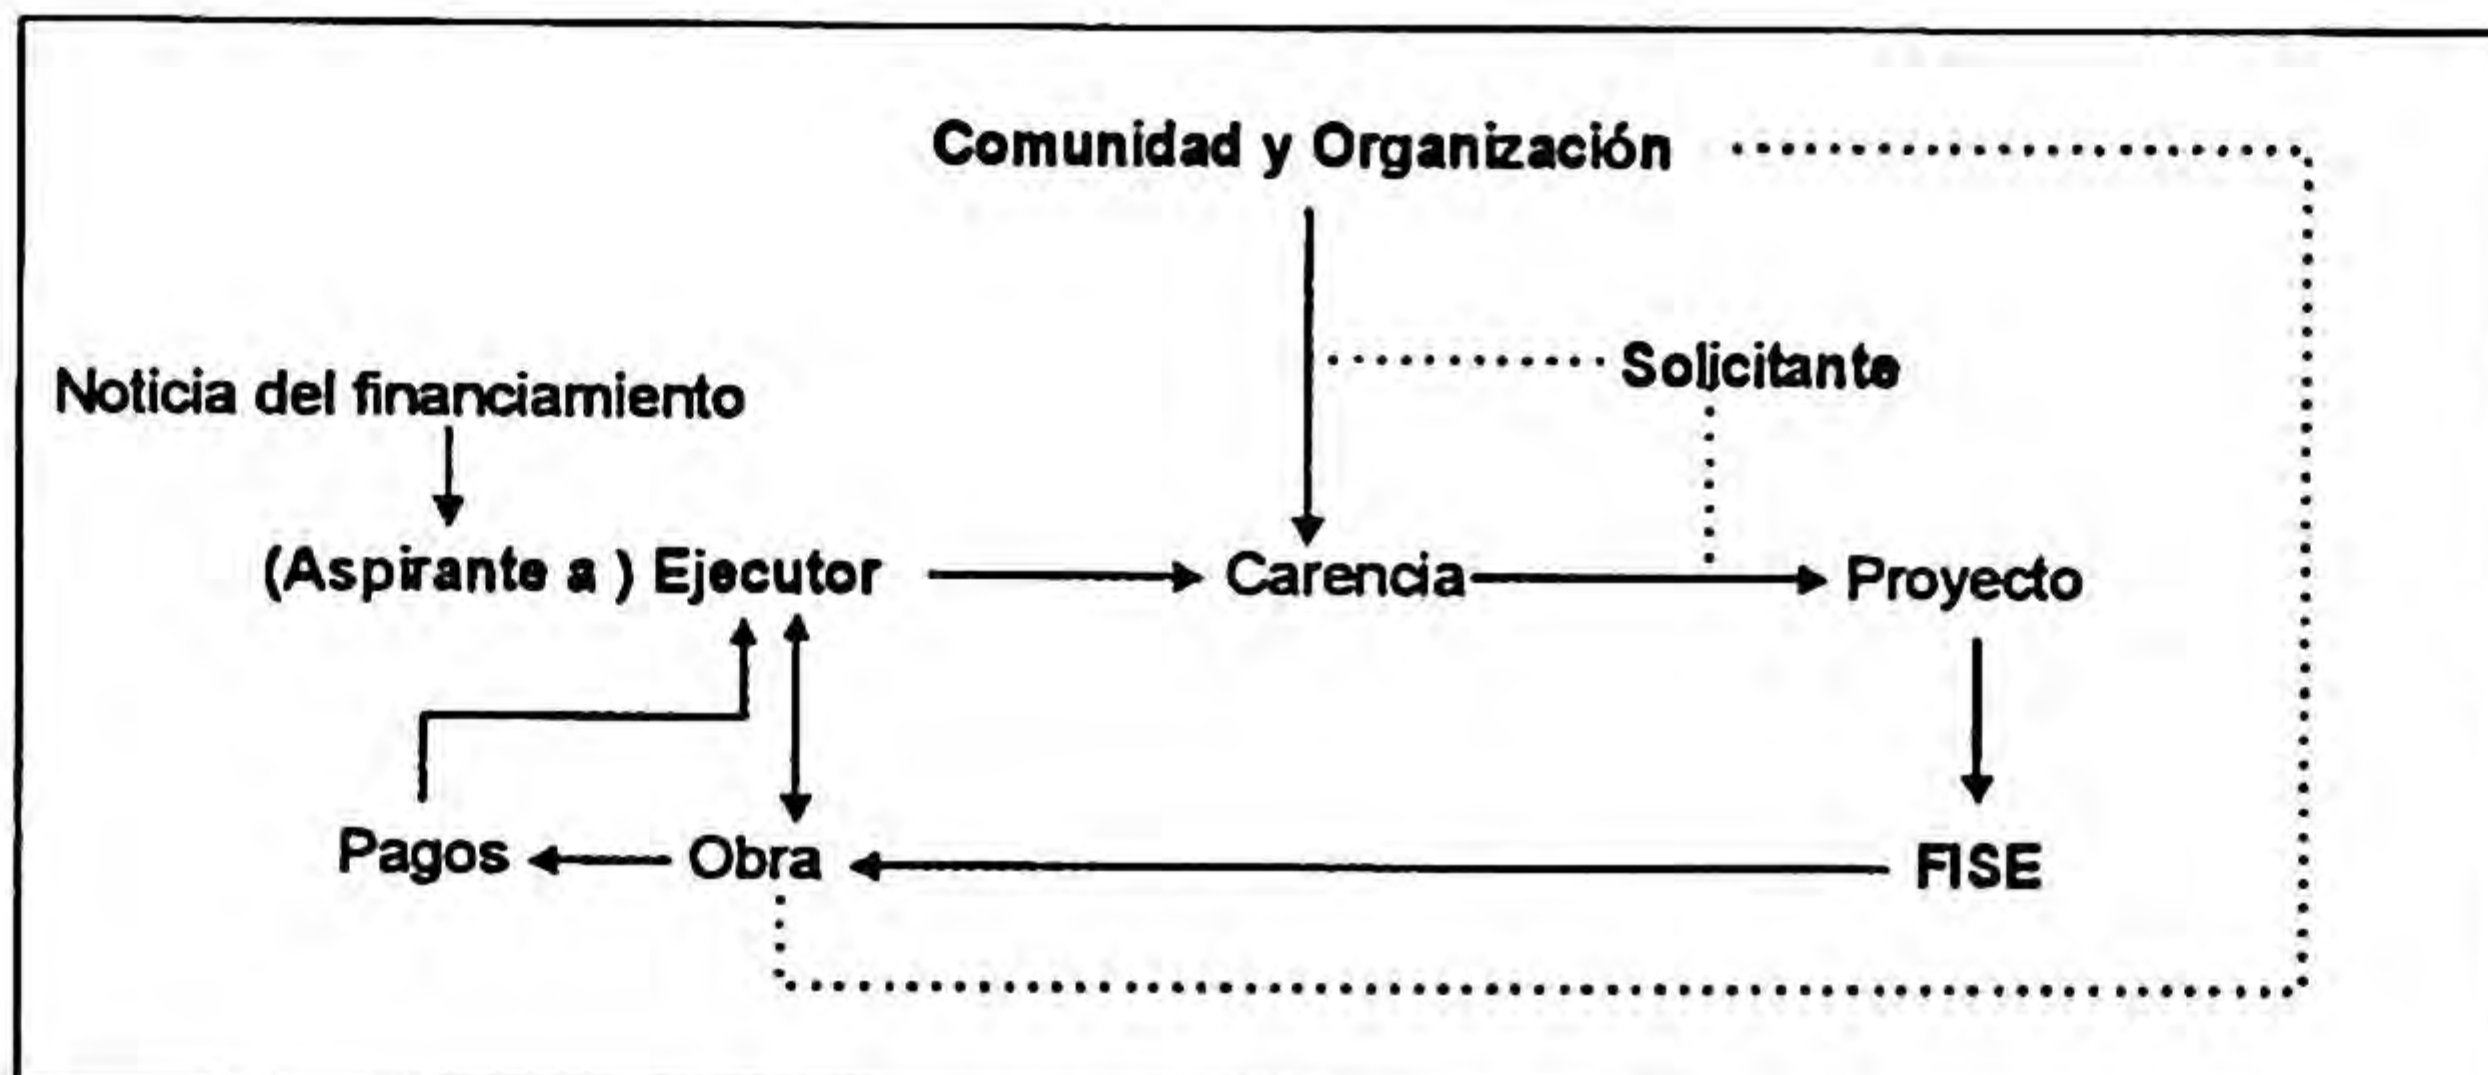 Comunidad y Organización
Solicitante
Noticia del financiamiento
(Aspirante a ) Ejecutor
Carencia
Proyecto
Pagos
Obra
FISE